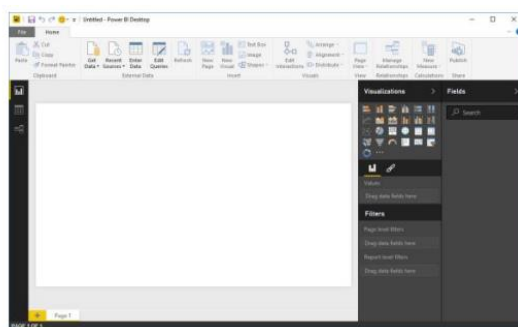 Untitled - Power BI Desktop
File Home
Paste
Cut
Copy
Format Painter
Get Data
Recent Sources
Enter Data
Edit Queries
Refresh
New Page
New Visual
Text Box
Image
Shapes
Edit Interactions
Arrange
Alignment
Distribute
Page View
Manage Relationships
New Measure
Publish
Clipboard External Data Insert Visuals View Relationships Calculations Share
Visualizations
Fields
Search
Values
Drag data fields here
Filters
Page level filters
Drag data fields here
Report level filters
Drag data fields here
Page 1
PAGE 1 OF 1